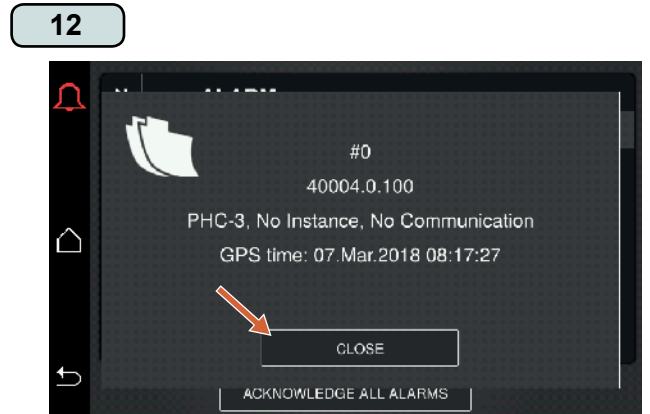 12
ALARM
#0
40004.0.100
PHC-3, No Instance, No Communication
GPS time: 07.Mar.2018 08:17:27
CLOSE
ACKNOWLEDGE ALL ALARMS